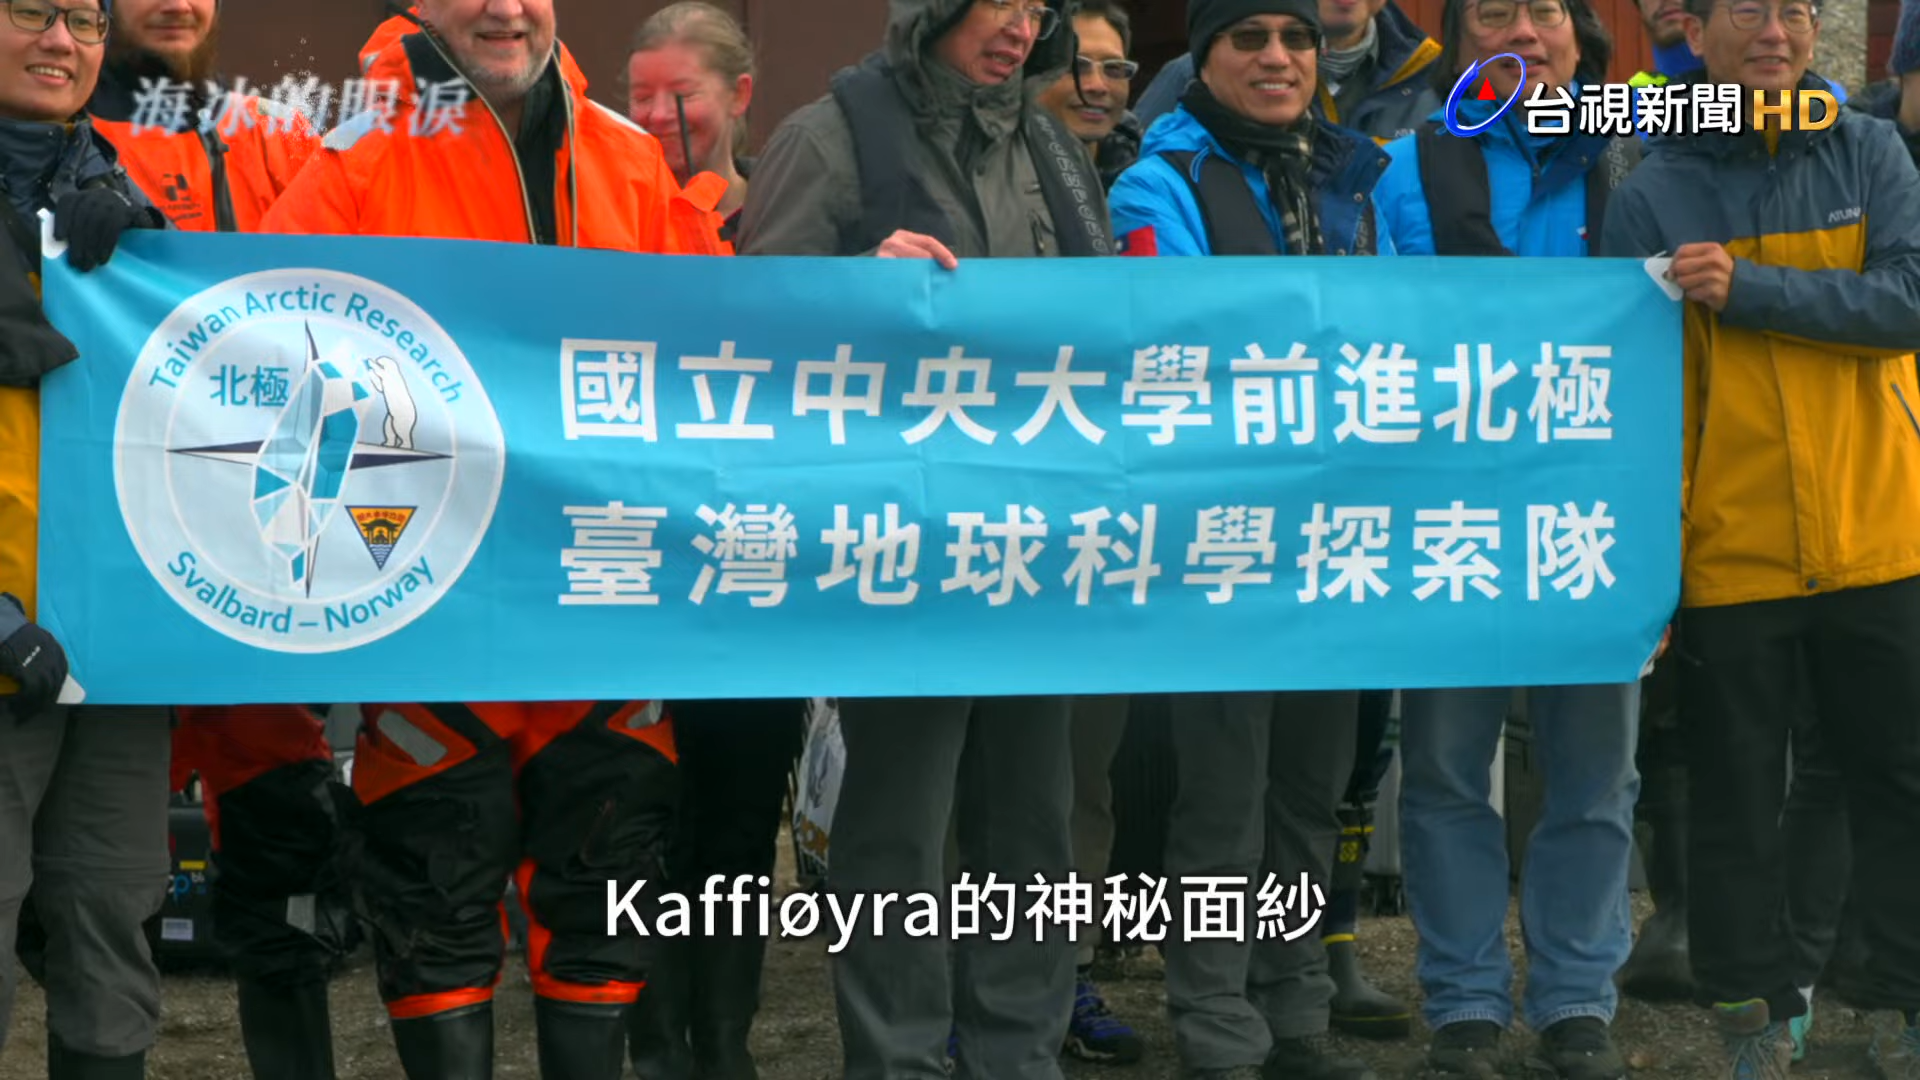 海冰的眼淚
台視新聞HD
ATUNAS
Taiwan Arctic Research
北極
Svalbard – Norway
國立中央大學前進北極
臺灣地球科學探索隊
Kaffiøyra的神秘面紗